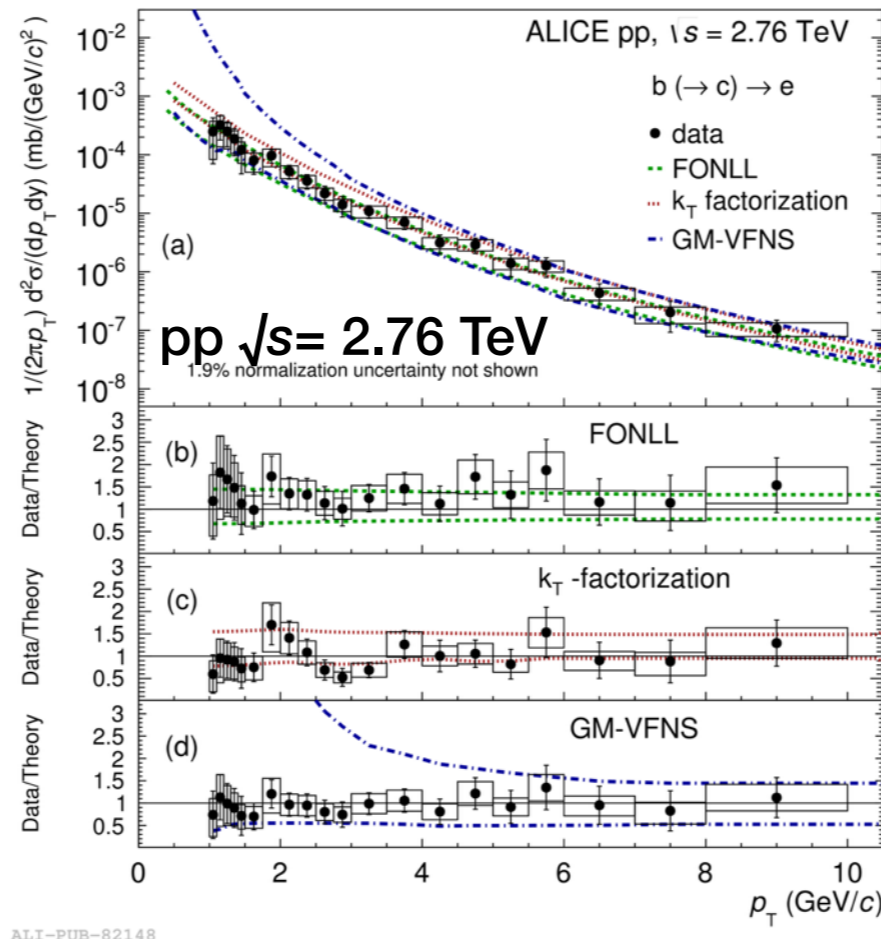 ALICE pp, √s = 2.76 TeV
b (→ c) → e
data
FONLL
k_T factorization
GM-VFNS
1/(2πp_T) d²σ/(dp_T dy) (mb/(GeV/c)²)
10⁻²
10⁻³
10⁻⁴
10⁻⁵
10⁻⁶
10⁻⁷
10⁻⁸
(a)
pp √s= 2.76 TeV
1.9% normalization uncertainty not shown
Data/Theory
3
2.5
2
1.5
1
0.5
(b)
FONLL
Data/Theory
3
2.5
2
1.5
1
0.5
(c)
k_T -factorization
Data/Theory
3
2.5
2
1.5
1
0.5
(d)
GM-VFNS
0 2 4 6 8 10
p_T (GeV/c)
ALI-PUB-82148